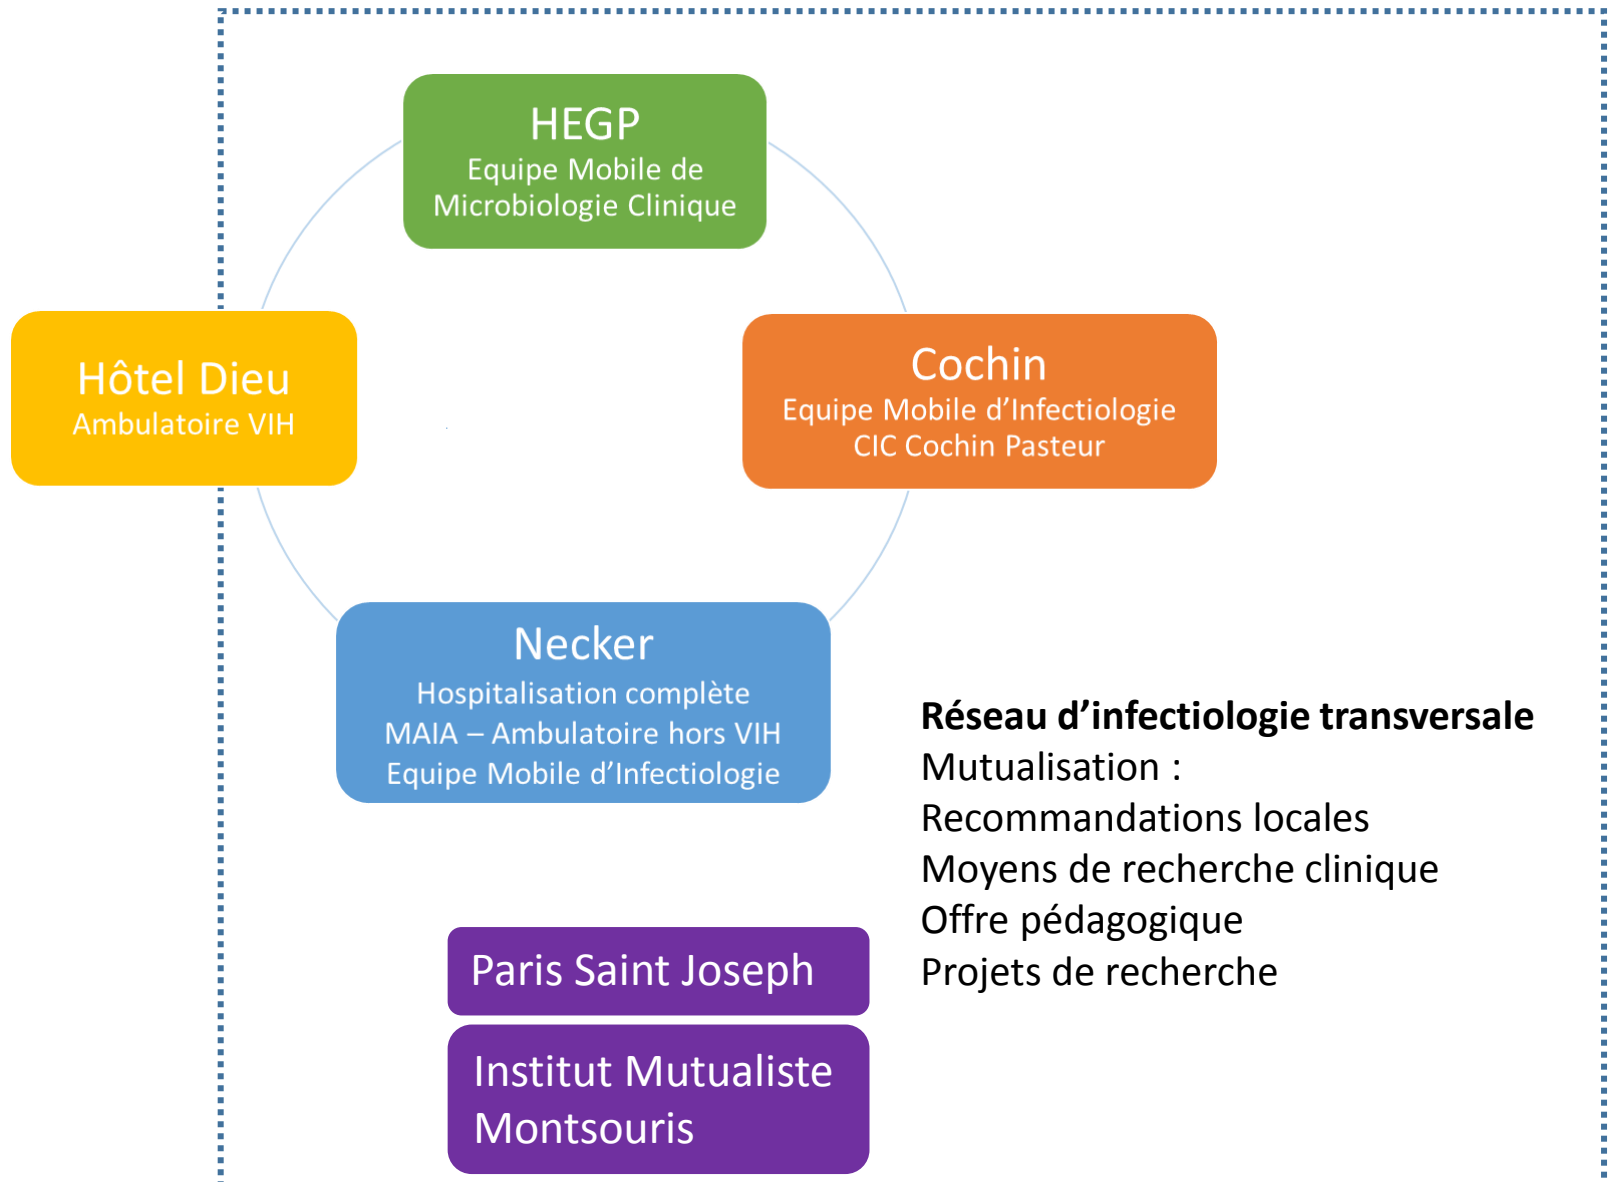 HEGP
Equipe Mobile de
Microbiologie Clinique
Hôtel Dieu
Ambulatoire VIH
Cochin
Equipe Mobile d’Infectiologie
CIC Cochin Pasteur
Necker
Hospitalisation complète
MAIA – Ambulatoire hors VIH
Equipe Mobile d’Infectiologie
Réseau d’infectiologie transversale
Mutualisation :
Recommandations locales
Moyens de recherche clinique
Offre pédagogique
Projets de recherche
Paris Saint Joseph
Institut Mutualiste
Montsouris